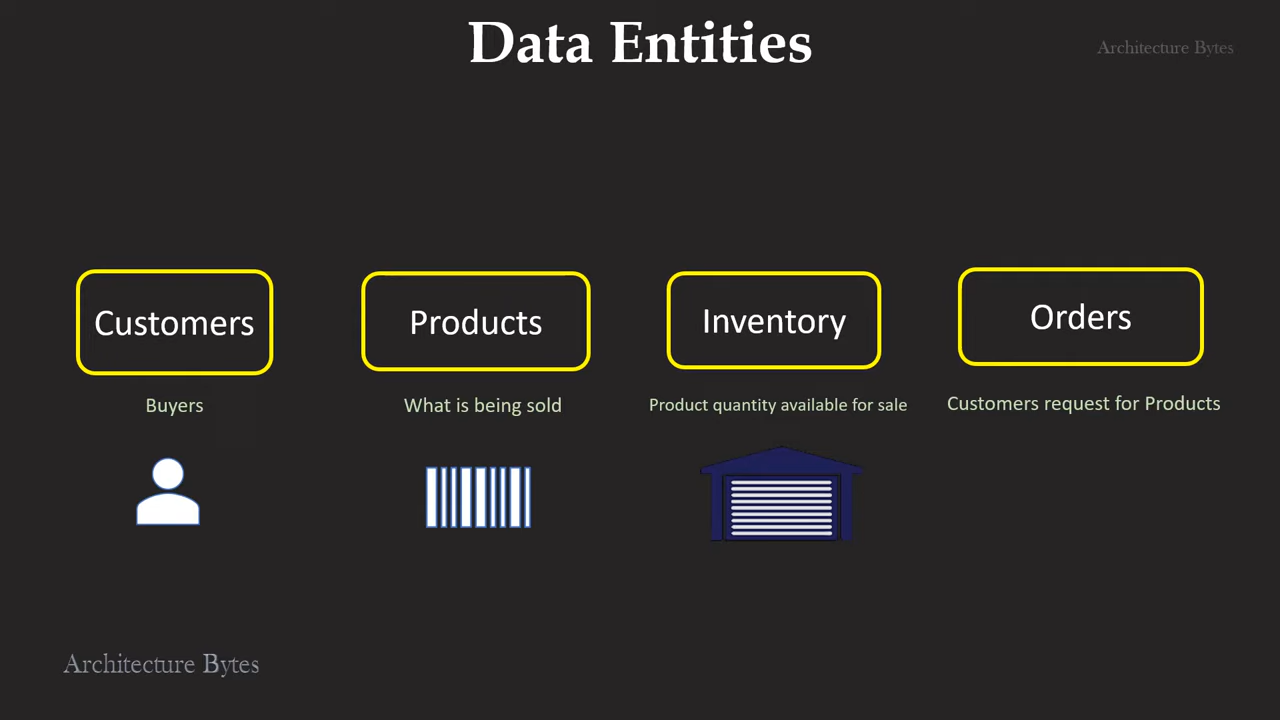 Data Entities
Architecture Bytes
Customers
Products
Inventory
Orders
Buyers
What is being sold
Product quantity available for sale
Customers request for Products
Architecture Bytes